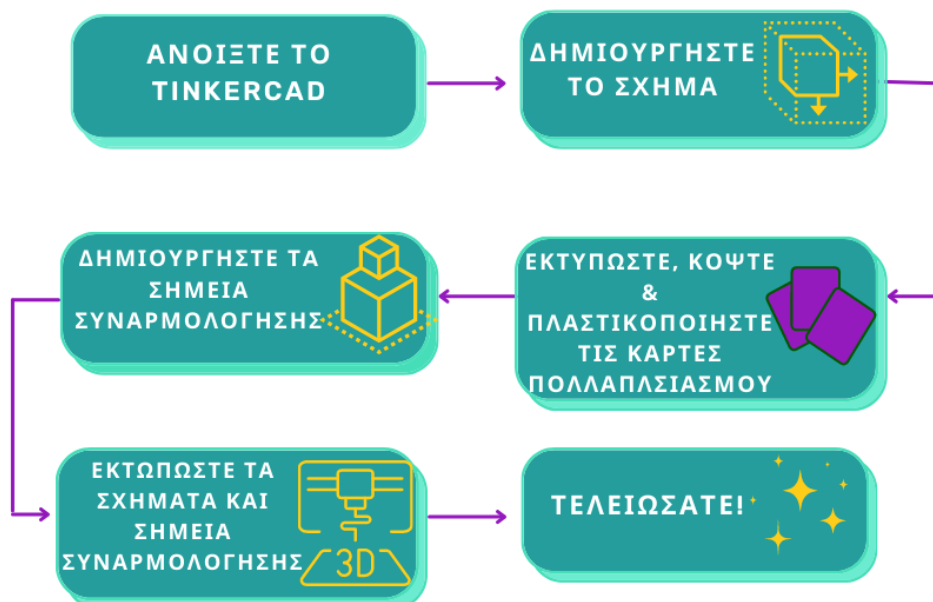 ΑΝΟΙΞΤΕ ΤΟ
TINKERCAD
ΔΗΜΙΟΥΡΓΗΣΤΕ
ΤΟ ΣΧΗΜΑ
ΕΚΤΥΠΩΣΤΕ, ΚΟΨΤΕ
&
ΠΛΑΣΤΙΚΟΠΟΙΗΣΤΕ
ΤΙΣ ΚΑΡΤΕΣ
ΠΟΛΛΑΠΛΣΙΑΣΜΟΥ
ΔΗΜΙΟΥΡΓΗΣΤΕ ΤΑ
ΣΗΜΕΙΑ
ΣΥΝΑΡΜΟΛΟΓΗΣΗΣ
ΕΚΤΩΠΩΣΤΕ ΤΑ
ΣΧΗΜΑΤΑ ΚΑΙ
ΣΗΜΕΙΑ
ΣΥΝΑΡΜΟΛΟΓΗΣΗΣ
3D
ΤΕΛΕΙΩΣΑΤΕ!